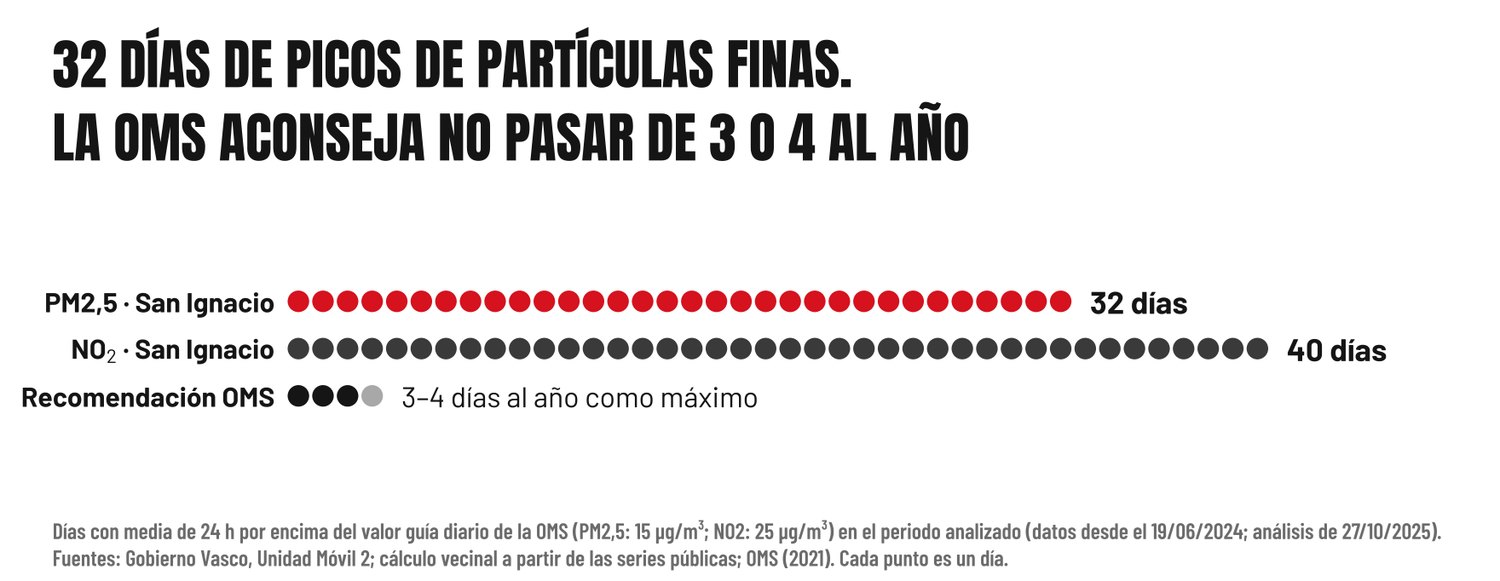 32 DÍAS DE PICOS DE PARTÍCULAS FINAS.
LA OMS ACONSEJA NO PASAR DE 3 O 4 AL AÑO
PM2,5 · San Ignacio 32 días
NO₂ · San Ignacio 40 días
Recomendación OMS 3–4 días al año como máximo
Días con media de 24 h por encima del valor guía diario de la OMS (PM2,5: 15 µg/m³; NO2: 25 µg/m³) en el periodo analizado (datos desde el 19/06/2024; análisis de 27/10/2025).
Fuentes: Gobierno Vasco, Unidad Móvil 2; cálculo vecinal a partir de las series públicas; OMS (2021). Cada punto es un día.